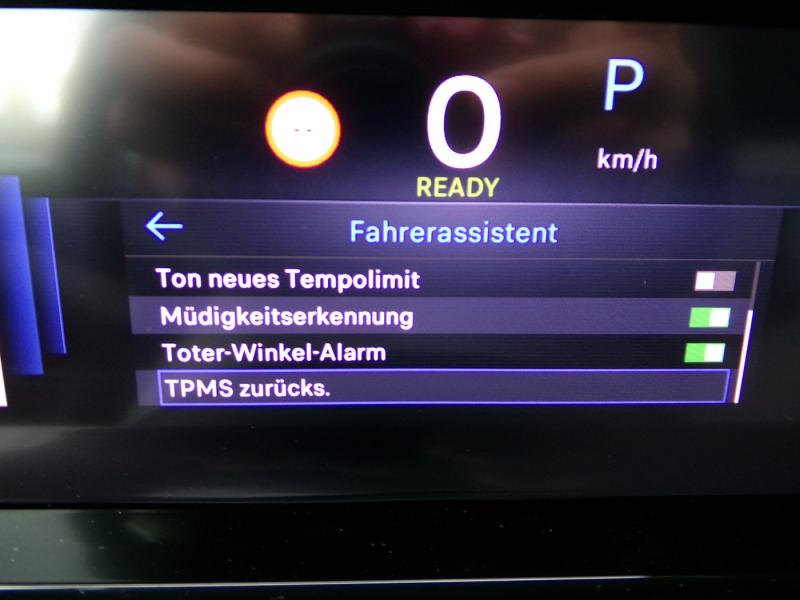 --
0
P
km/h
READY
Fahrerassistent
Ton neues Tempolimit
Müdigkeitserkennung
Toter-Winkel-Alarm
TPMS zurücks.